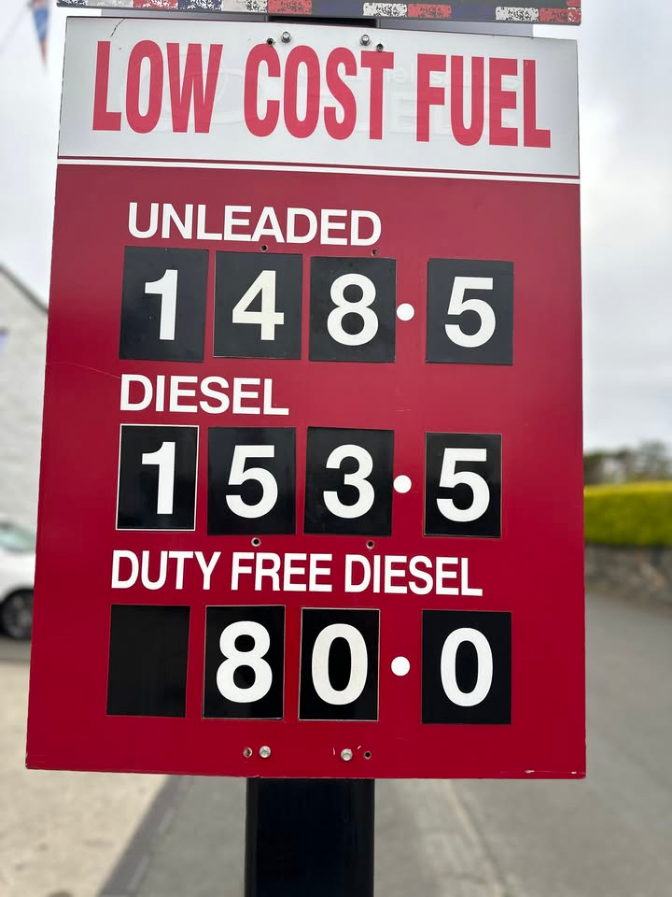 LOW COST FUEL
UNLEADED
148.5
DIESEL
153.5
DUTY FREE DIESEL
80.0